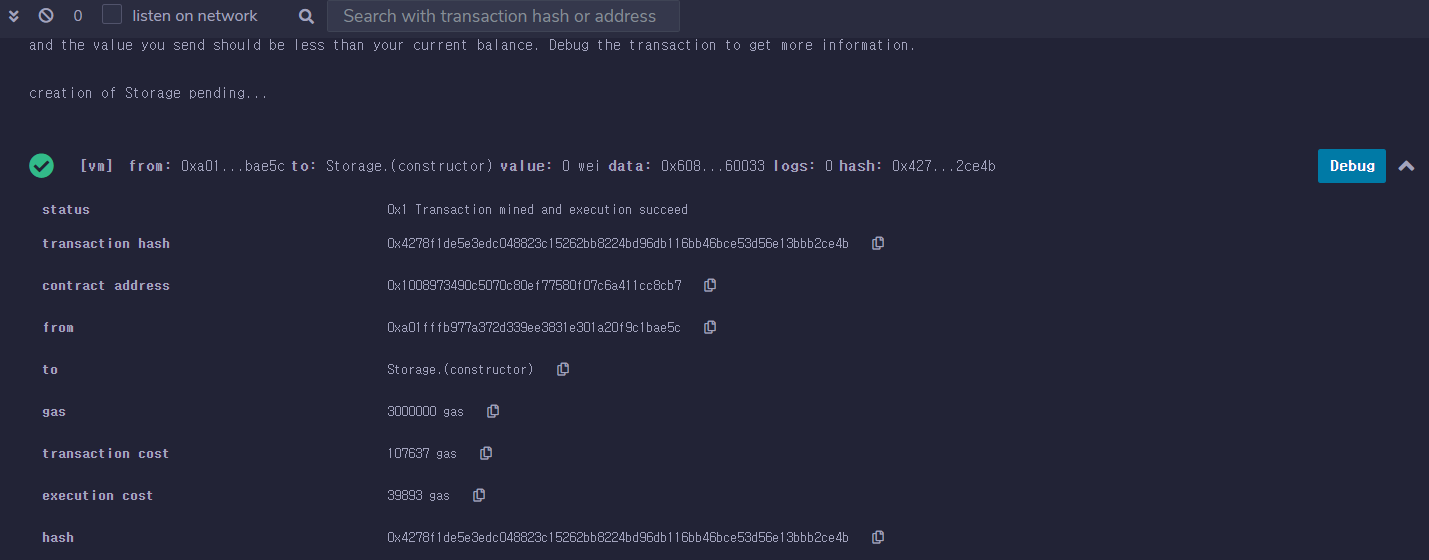 0 listen on network Search with transaction hash or address
and the value you send should be less than your current balance. Debug the transaction to get more information.
creation of Storage pending...
[vm] from: 0xa01...bae5c to: Storage.(constructor) value: 0 wei data: 0x608...60033 logs: 0 hash: 0x427...2ce4b Debug
status 0x1 Transaction mined and execution succeed
transaction hash 0x4278f1de5e3edc048823c15262bb8224bd96db116bb46bce53d56e13bbb2ce4b
contract address 0x1008973490c5070c80ef77580f07c6a411cc8cb7
from 0xa01fffb977a372d339ee3831e301a20f9c1bae5c
to Storage.(constructor)
gas 3000000 gas
transaction cost 107637 gas
execution cost 39893 gas
hash 0x4278f1de5e3edc048823c15262bb8224bd96db116bb46bce53d56e13bbb2ce4b